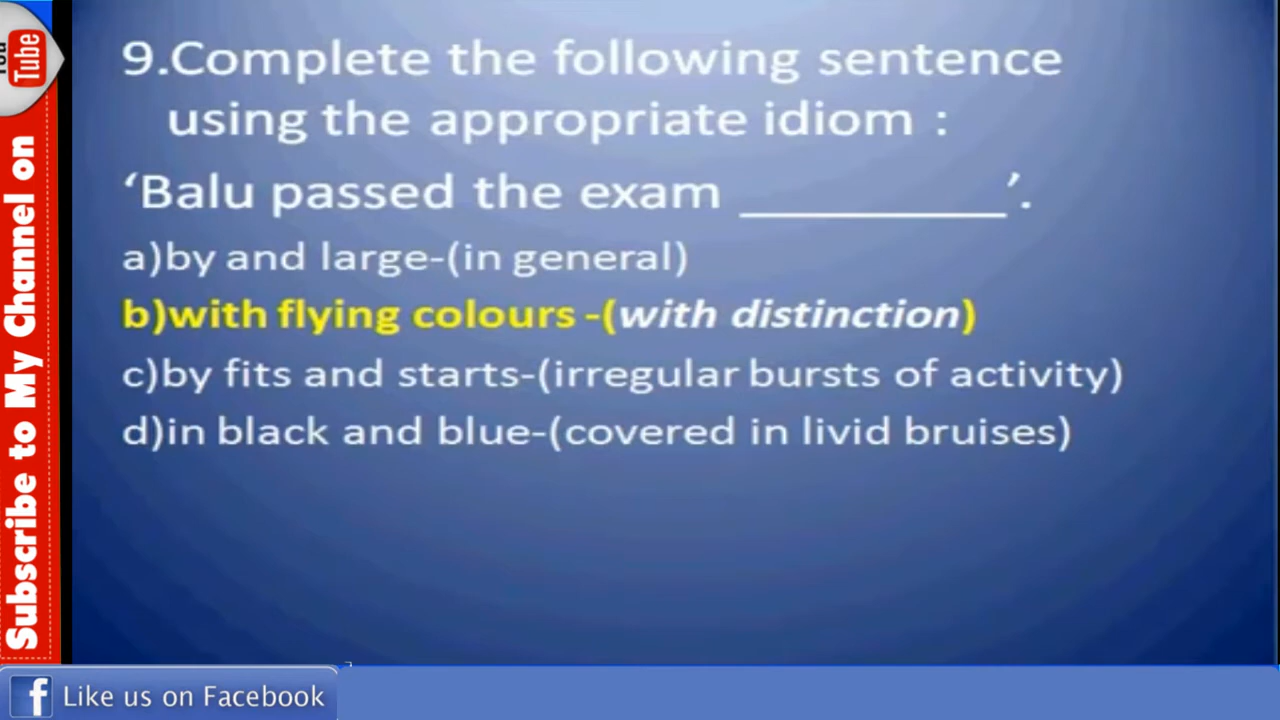 9.Complete the following sentence
using the appropriate idiom :
‘Balu passed the exam __________’.
a)by and large-(in general)
b)with flying colours -(with distinction)
c)by fits and starts-(irregular bursts of activity)
d)in black and blue-(covered in livid bruises)
You Tube
Subscribe to My Channel on
f Like us on Facebook